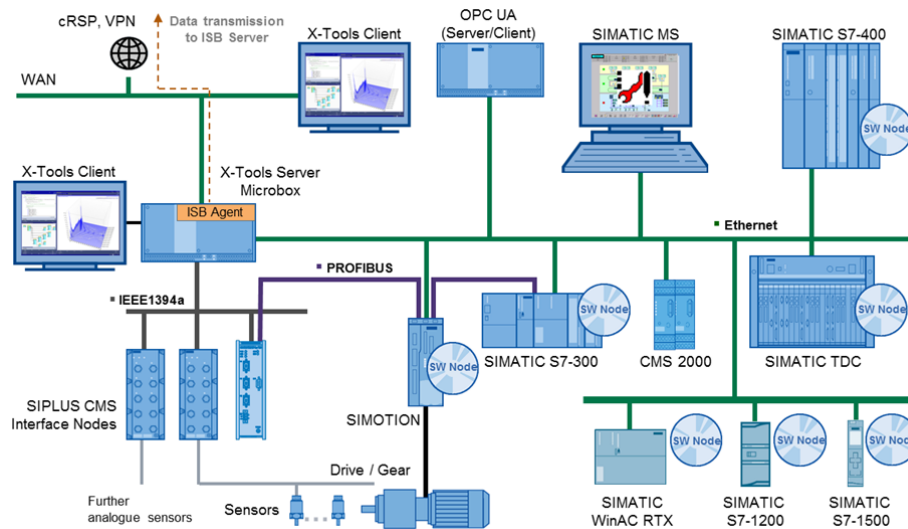 cRSP, VPN
Data transmission
to ISB Server
X-Tools Client
OPC UA
(Server/Client)
SIMATIC MS
SIMATIC S7-400
WAN
SW Node
X-Tools Client
X-Tools Server
Microbox
ISB Agent
Ethernet
PROFIBUS
IEEE1394a
SW Node
SW Node
SW Node
SIMATIC S7-300
CMS 2000
SIMATIC TDC
SIPLUS CMS
Interface Nodes
SIMOTION
SW Node
SW Node
SW Node
Drive / Gear
Further
analogue sensors
Sensors
SIMATIC
WinAC RTX
SIMATIC
S7-1200
SIMATIC
S7-1500